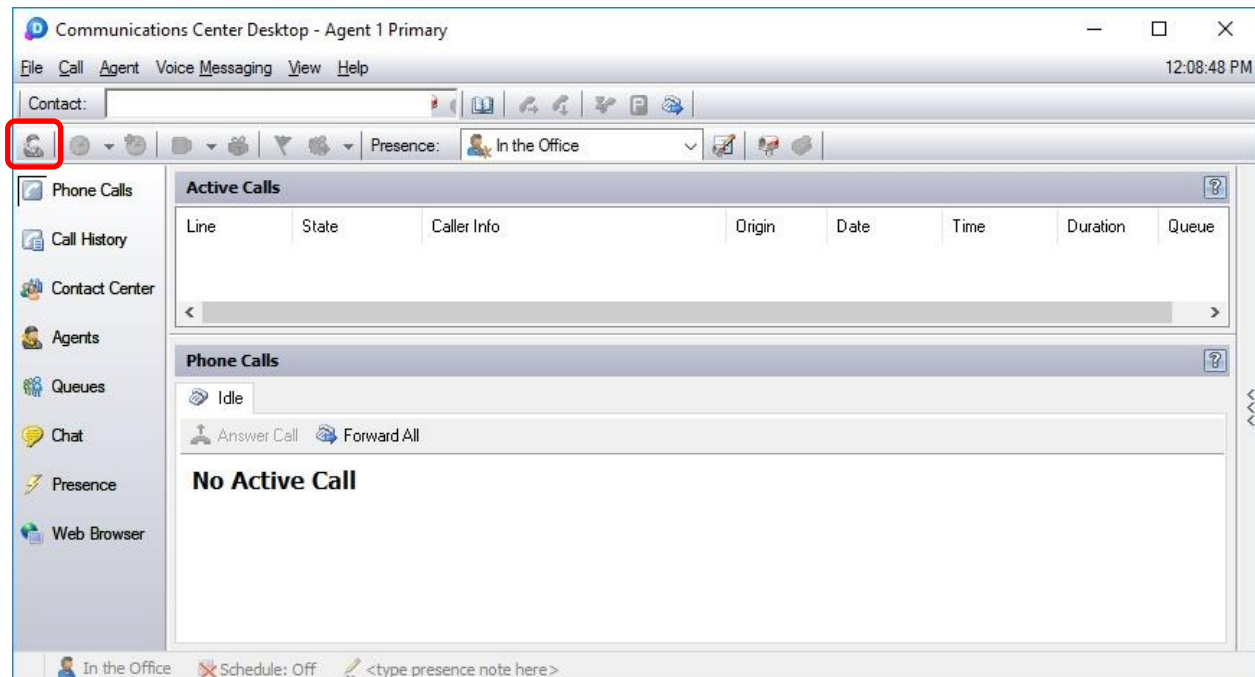 Communications Center Desktop - Agent 1 Primary
File Call Agent Voice Messaging View Help 12:08:48 PM
Contact:
Presence: In the Office
Phone Calls
Call History
Contact Center
Agents
Queues
Chat
Presence
Web Browser
Active Calls
Line State Caller Info Origin Date Time Duration Queue
Phone Calls
Idle
Answer Call Forward All
No Active Call
In the Office Schedule: Off <type presence note here>